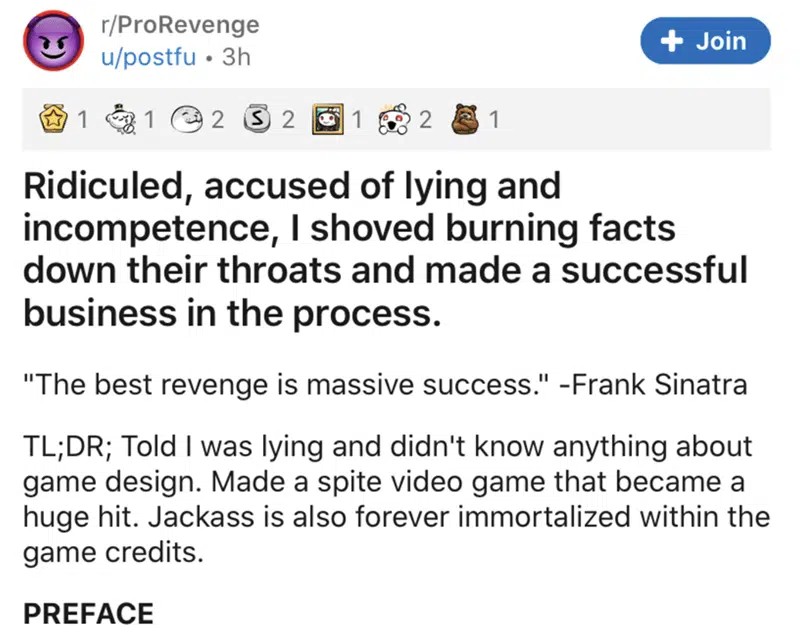 r/ProRevenge
u/postfu • 3h
+ Join
1 1 2 S 2 1 2 1
Ridiculed, accused of lying and
incompetence, I shoved burning facts
down their throats and made a successful
business in the process.
"The best revenge is massive success." -Frank Sinatra
TL;DR; Told I was lying and didn't know anything about
game design. Made a spite video game that became a
huge hit. Jackass is also forever immortalized within the
game credits.
PREFACE